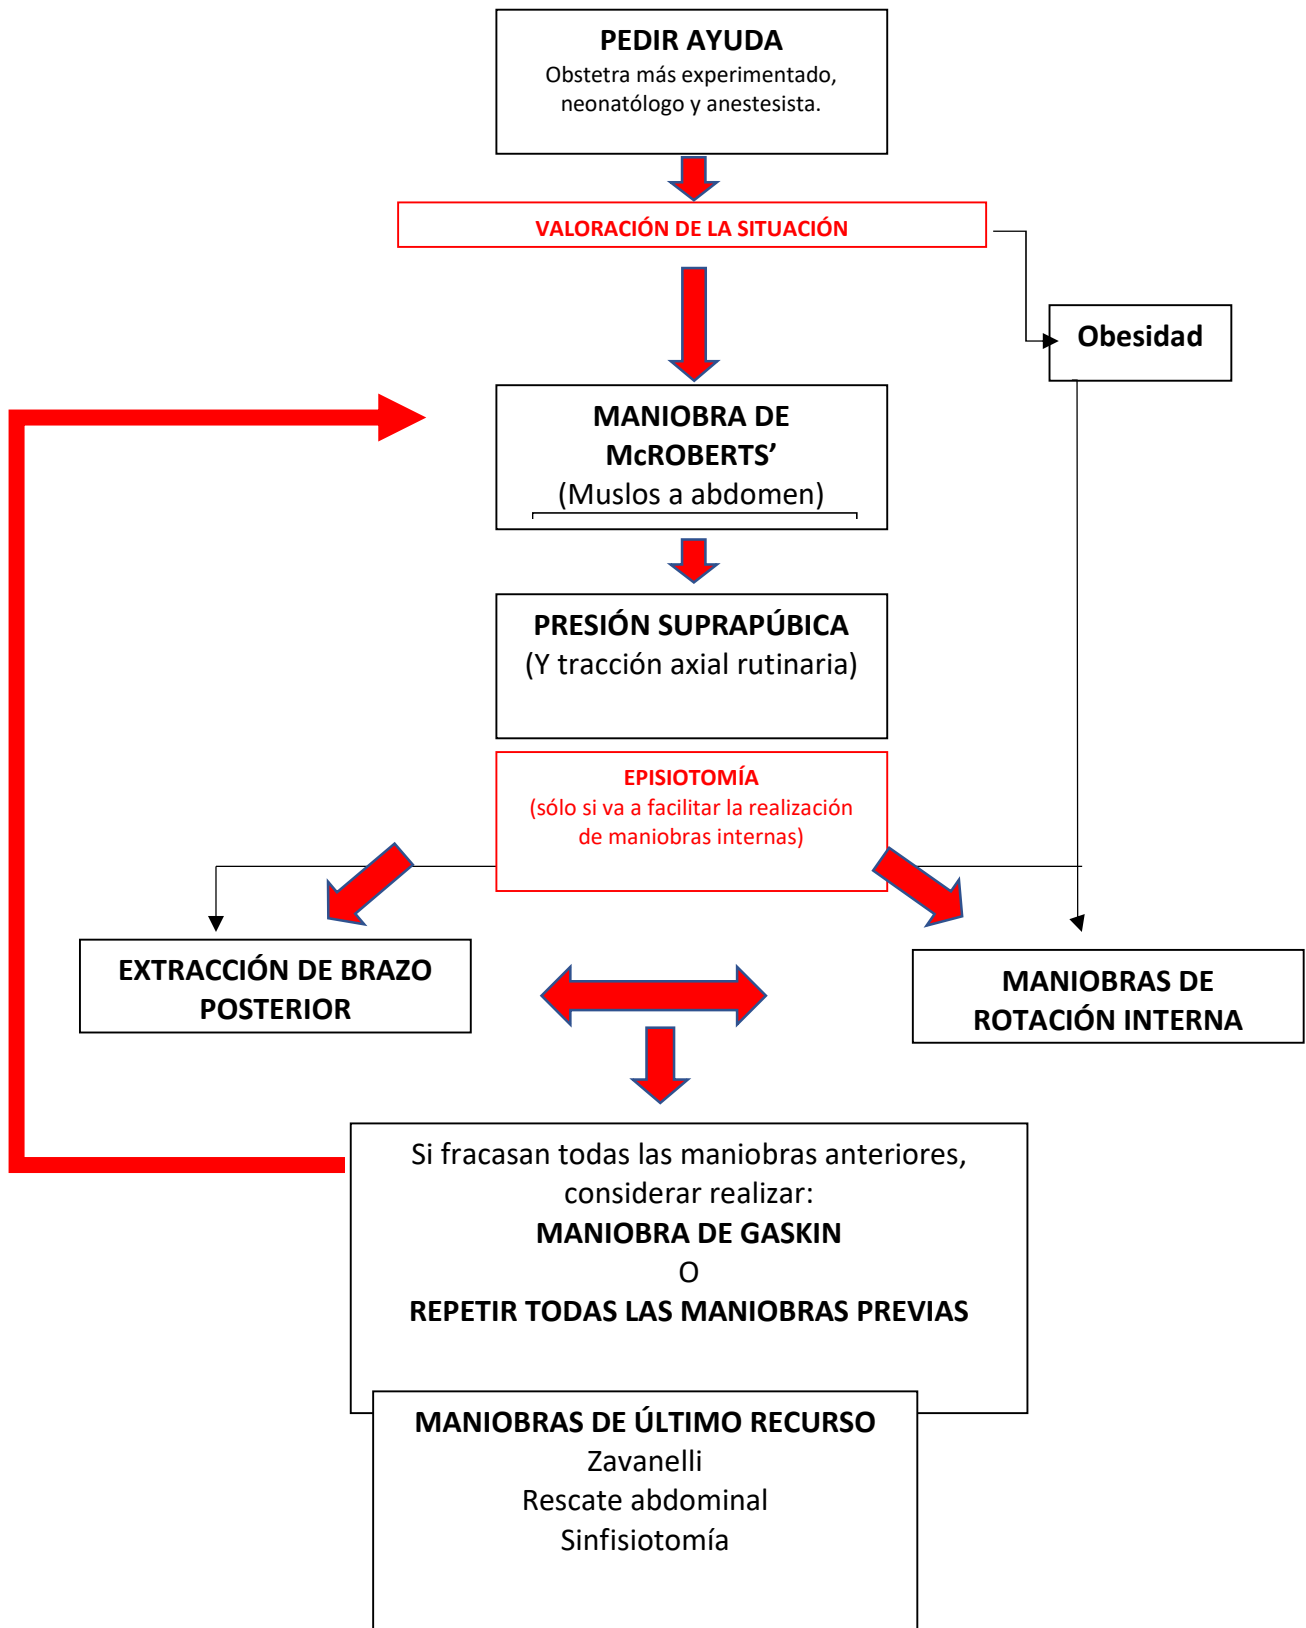 PEDIR AYUDA
Obstetra más experimentado,
neonatólogo y anestesista.
VALORACIÓN DE LA SITUACIÓN
Obesidad
MANIOBRA DE
McROBERTS’
(Muslos a abdomen)
PRESIÓN SUPRAPÚBICA
(Y tracción axial rutinaria)
EPISIOTOMÍA
(sólo si va a facilitar la realización
de maniobras internas)
EXTRACCIÓN DE BRAZO
POSTERIOR
MANIOBRAS DE
ROTACIÓN INTERNA
Si fracasan todas las maniobras anteriores,
considerar realizar:
MANIOBRA DE GASKIN
O
REPETIR TODAS LAS MANIOBRAS PREVIAS
MANIOBRAS DE ÚLTIMO RECURSO
Zavanelli
Rescate abdominal
Sinfisiotomía